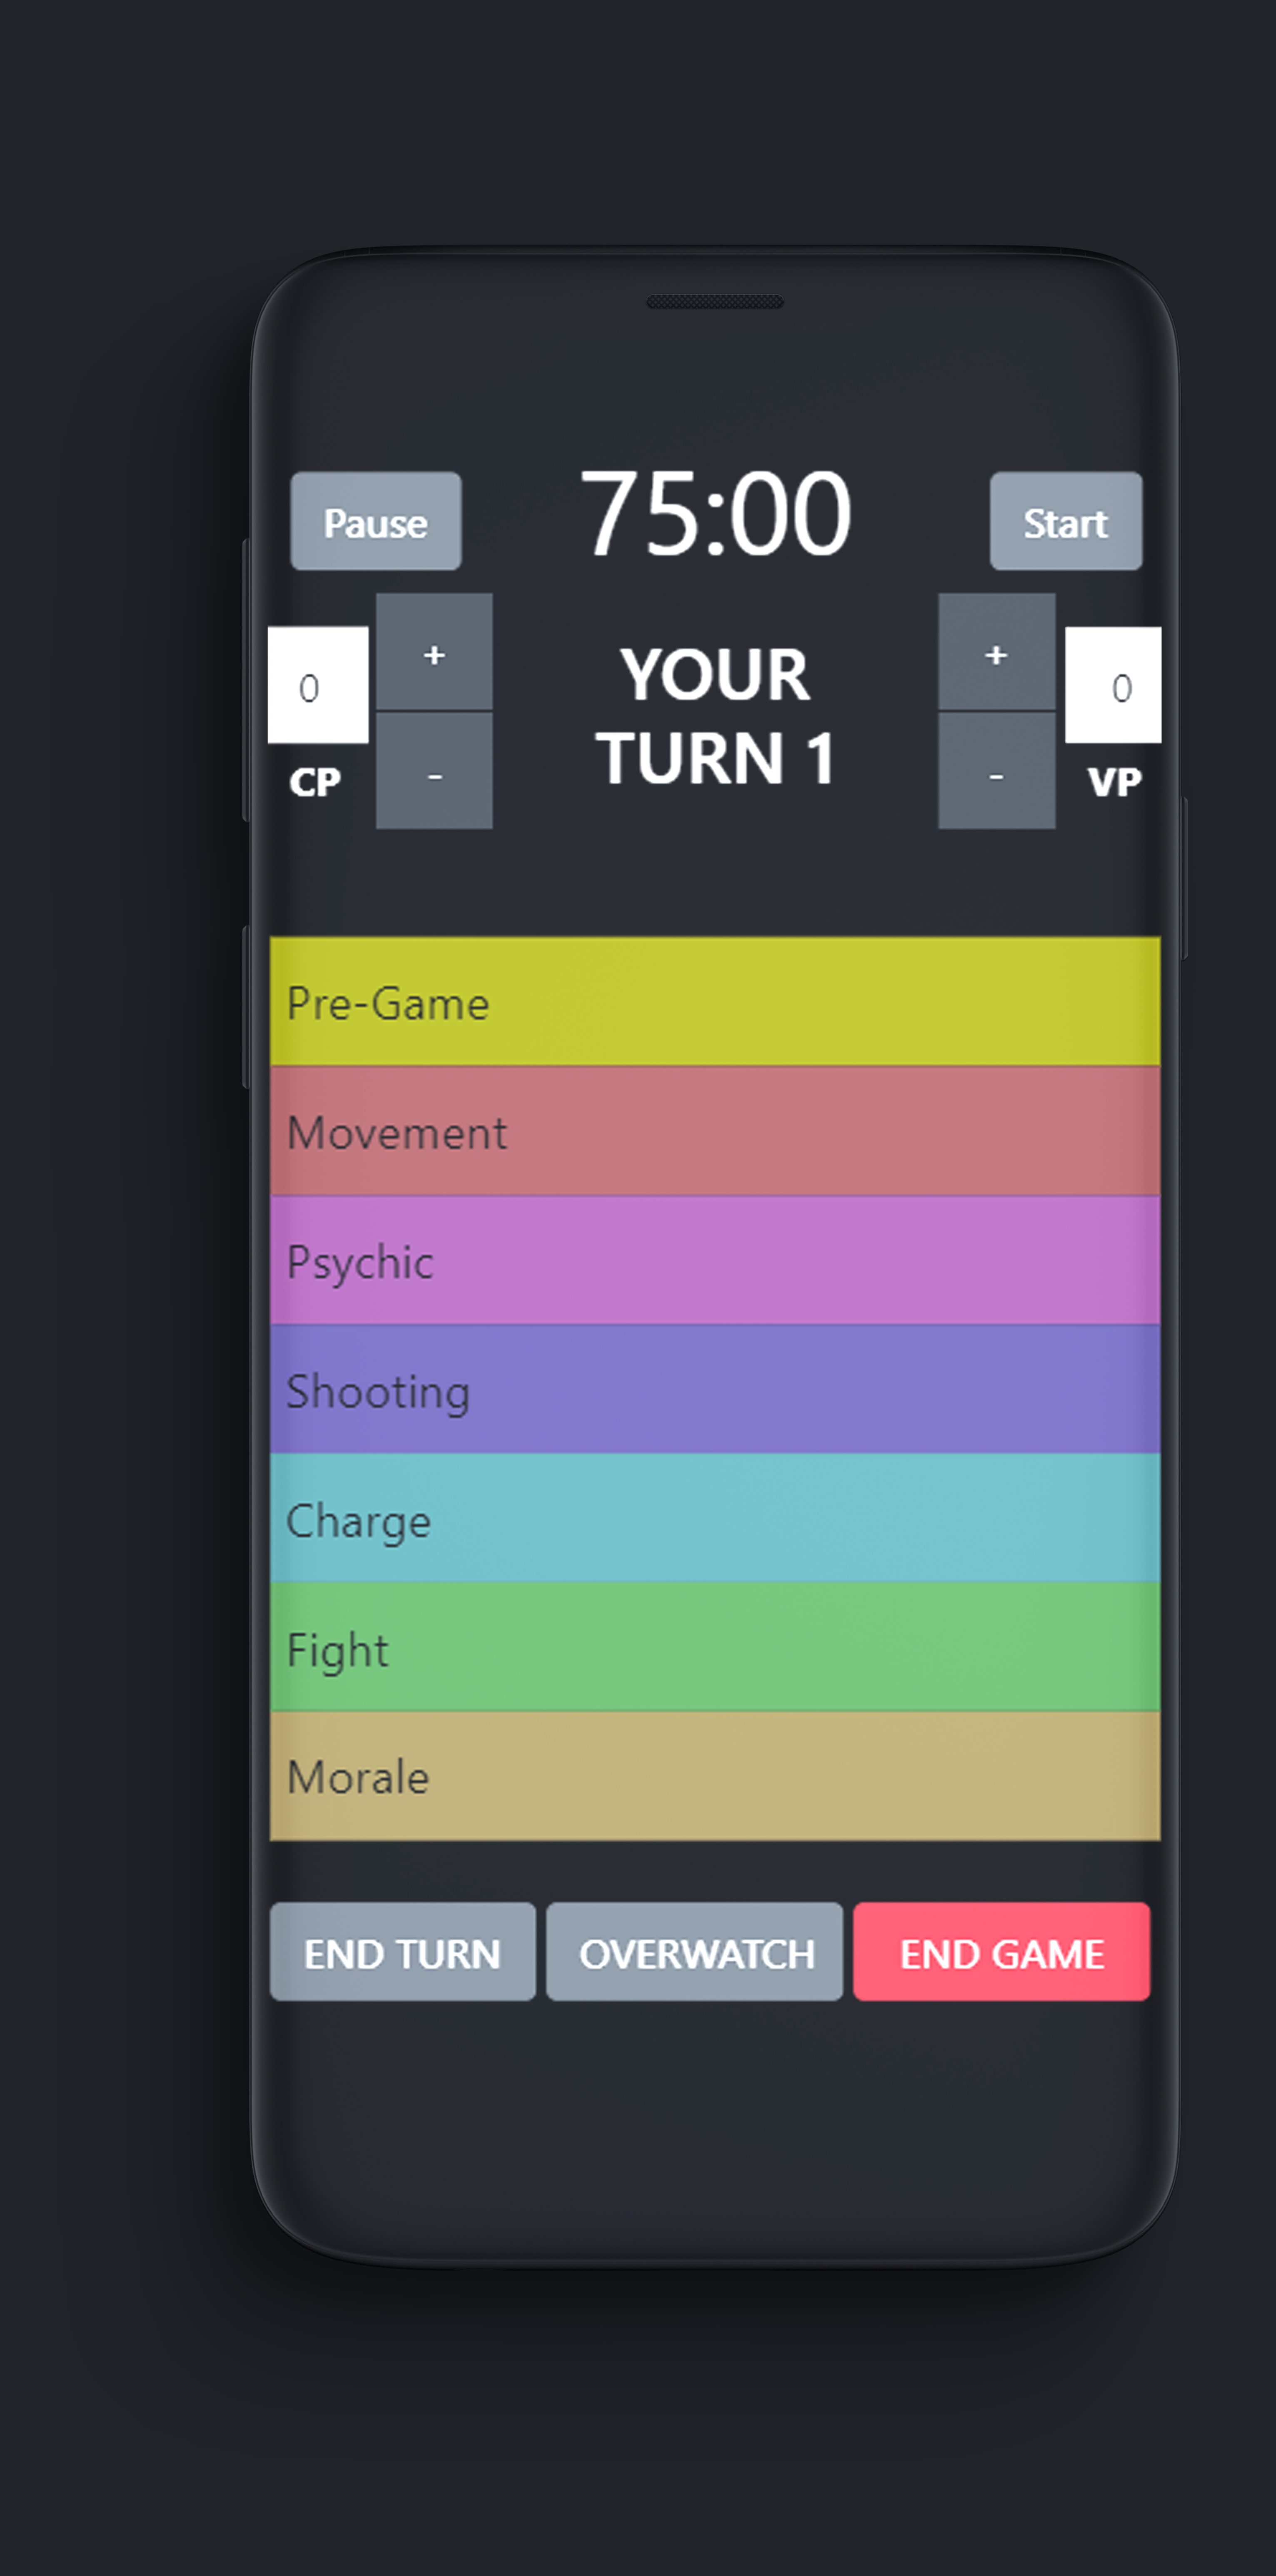 Pause 75:00 Start
0 + YOUR + 0
CP - TURN 1 - VP
Pre-Game
Movement
Psychic
Shooting
Charge
Fight
Morale
END TURN OVERWATCH END GAME